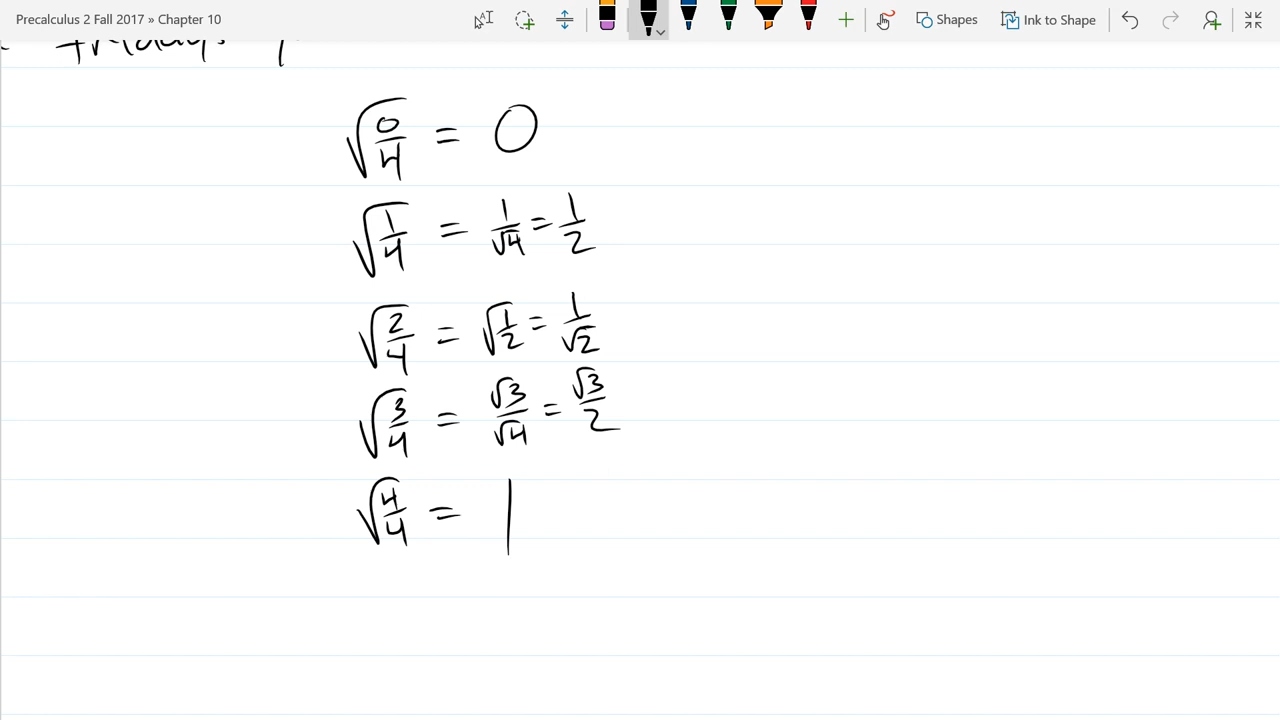 Precalculus 2 Fall 2017 » Chapter 10
Shapes
Ink to Shape
√(0/4) = 0
√(1/4) = 1/√4 = 1/2
√(2/4) = √(1/2) = 1/√2
√(3/4) = √3/√4 = √3/2
√(4/4) = 1